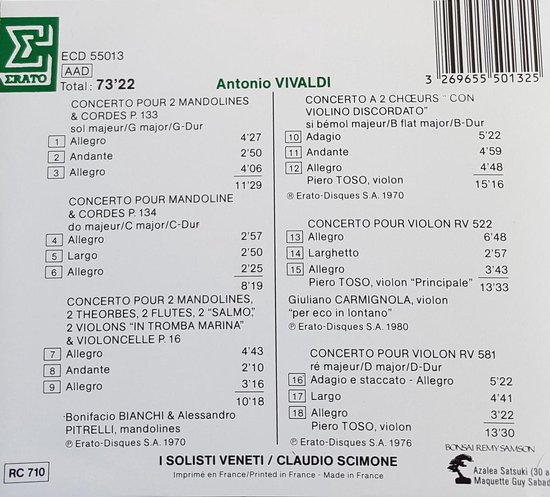 ERATO
ECD 55013
AAD
Total : 73'22
Antonio VIVALDI
3 269655 501325
CONCERTO POUR 2 MANDOLINES
& CORDES P. 133
sol majeur/G major/G-Dur
1 Allegro 4'27
2 Andante 2'50
3 Allegro 4'06
11'29
CONCERTO POUR MANDOLINE
& CORDES P. 134
do majeur/C major/C-Dur
4 Allegro 2'57
5 Largo 2'50
6 Allegro 2'25
8'19
CONCERTO POUR 2 MANDOLINES,
2 THEORBES, 2 FLUTES, 2 "SALMO,"
2 VIOLONS "IN TROMBA MARINA"
& VIOLONCELLE P. 16
7 Allegro 4'43
8 Andante 2'10
9 Allegro 3'16
10'18
Bonifacio BIANCHI & Alessandro
PITRELLI, mandolines
℗ Erato-Disques S.A. 1970
CONCERTO A 2 CHŒURS " CON
VIOLINO DISCORDATO"
si bémol majeur/B flat major/B-Dur
10 Adagio 5'22
11 Andante 4'59
12 Allegro 4'48
Piero TOSO, violon 15'16
℗ Erato-Disques S.A. 1970
CONCERTO POUR VIOLON RV 522
13 Allegro 6'48
14 Larghetto 2'57
15 Allegro 3'43
Piero TOSO, violon "Principale" 13'33
Giuliano CARMIGNOLA, violon
"per eco in lontano"
℗ Erato-Disques S.A. 1980
CONCERTO POUR VIOLON RV 581
ré majeur/D major/D-Dur
16 Adagio e staccato - Allegro 5'22
17 Largo 4'41
18 Allegro 3'22
Piero TOSO, violon 13'30
℗ Erato-Disques S.A. 1976
I SOLISTI VENETI / CLAUDIO SCIMONE
Imprimé en France/Printed in France - Made in France
RC 710
BONSAI REMY SAMSON
Azalea Satsuki (30 a
Maquette Guy Sabad